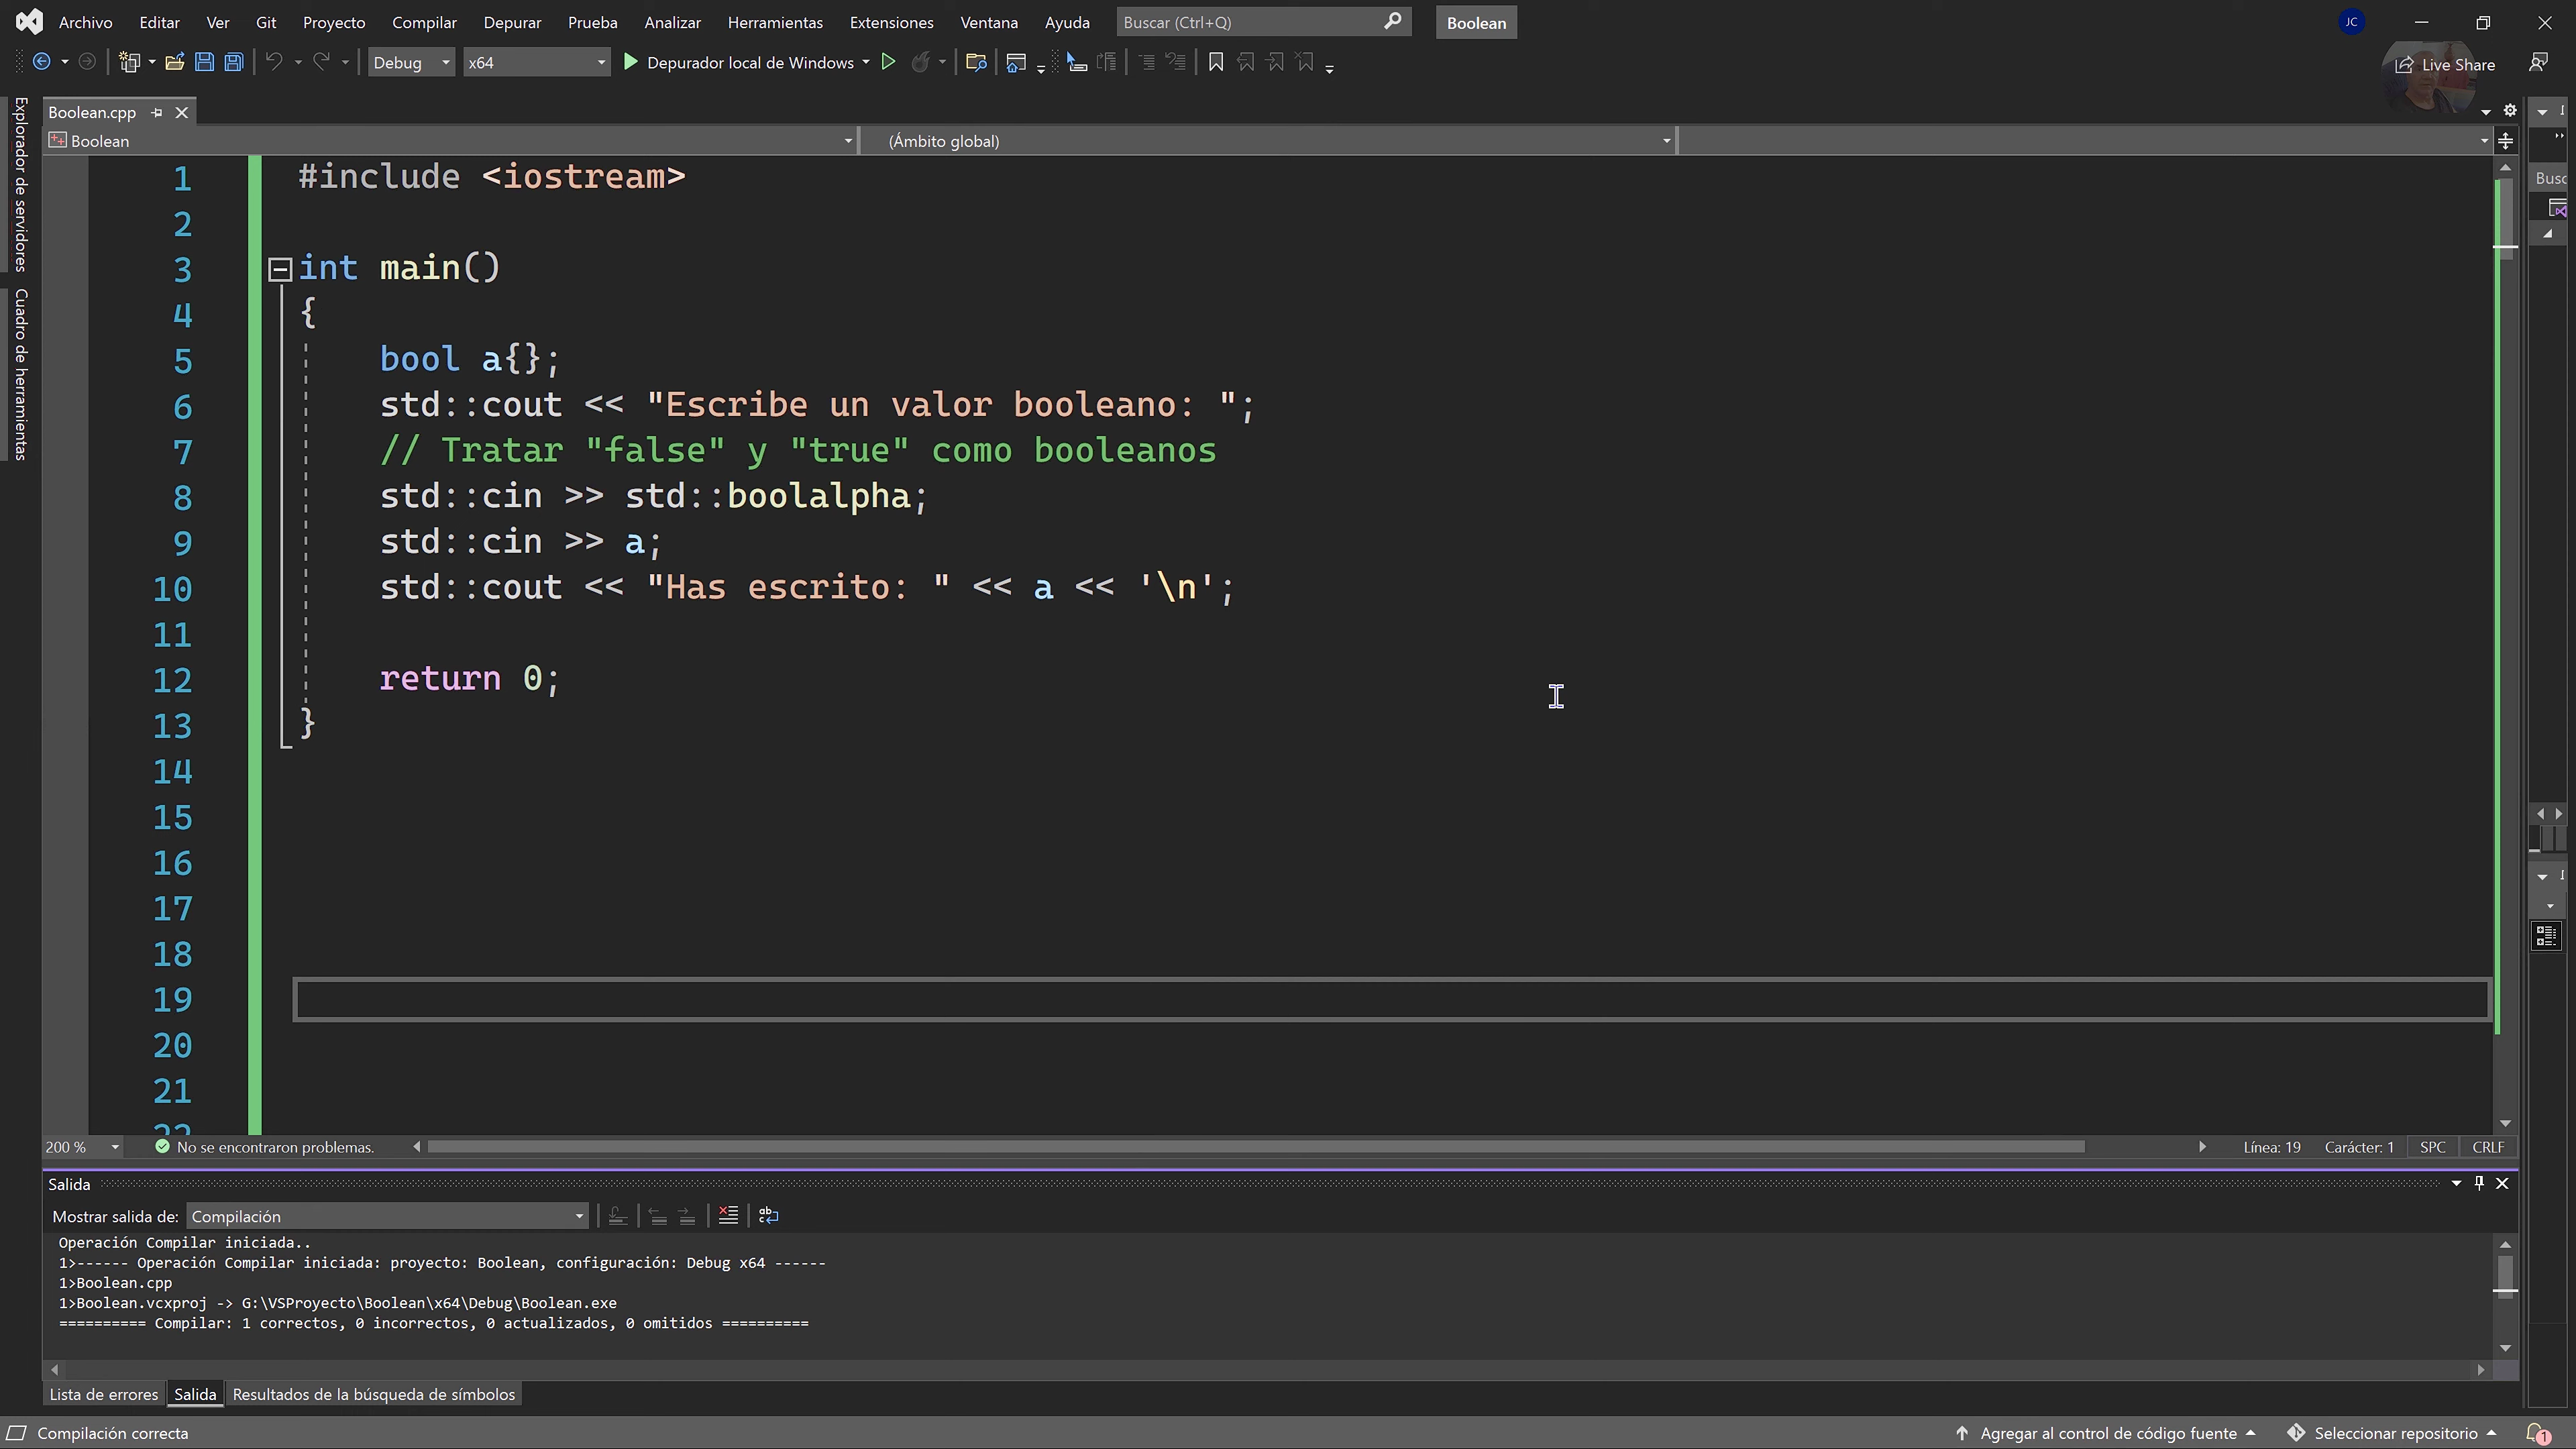 Archivo Editar Ver Git Proyecto Compilar Depurar Prueba Analizar Herramientas Extensiones Ventana Ayuda Buscar (Ctrl+Q) Boolean JC
Debug x64 Depurador local de Windows Live Share
Explorador de servidores
Cuadro de herramientas
Boolean.cpp
Boolean (Ámbito global)
1 #include <iostream>
2
3 int main()
4 {
5 bool a{};
6 std::cout << "Escribe un valor booleano: ";
7 // Tratar "false" y "true" como booleanos
8 std::cin >> std::boolalpha;
9 std::cin >> a;
10 std::cout << "Has escrito: " << a << '\n';
11
12 return 0;
13 }
14
15
16
17
18
19
20
21
22
200 % No se encontraron problemas. Línea: 19 Carácter: 1 SPC CRLF
Salida
Mostrar salida de: Compilación
Operación Compilar iniciada..
1>------ Operación Compilar iniciada: proyecto: Boolean, configuración: Debug x64 ------
1>Boolean.cpp
1>Boolean.vcxproj -> G:\VSProyecto\Boolean\x64\Debug\Boolean.exe
========== Compilar: 1 correctos, 0 incorrectos, 0 actualizados, 0 omitidos ==========
Lista de errores Salida Resultados de la búsqueda de símbolos
Compilación correcta Agregar al control de código fuente Seleccionar repositorio 1